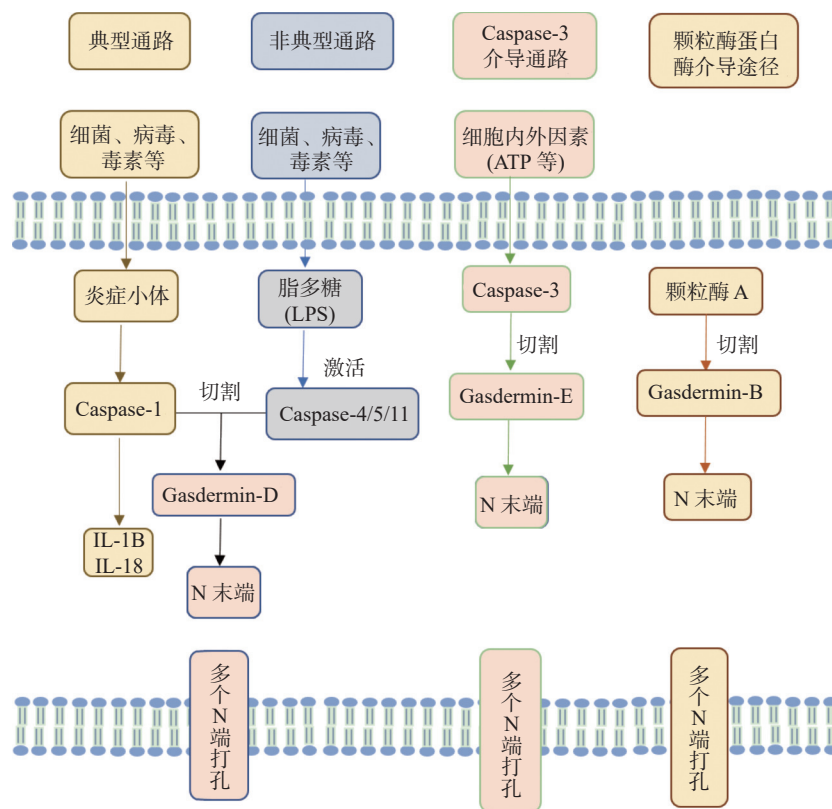 典型通路
非典型通路
Caspase-3
介导通路
颗粒酶蛋白
酶介导途径
细菌、病毒、
毒素等
细菌、病毒、
毒素等
细胞内外因素
(ATP 等)
炎症小体
脂多糖
(LPS)
Caspase-3
颗粒酶 A
激活
切割
切割
Caspase-1
切割
Caspase-4/5/11
Gasdermin-E
Gasdermin-B
Gasdermin-D
N 末端
N 末端
IL-1B
IL-18
N 末端
多个N端打孔
多个N端打孔
多个N端打孔